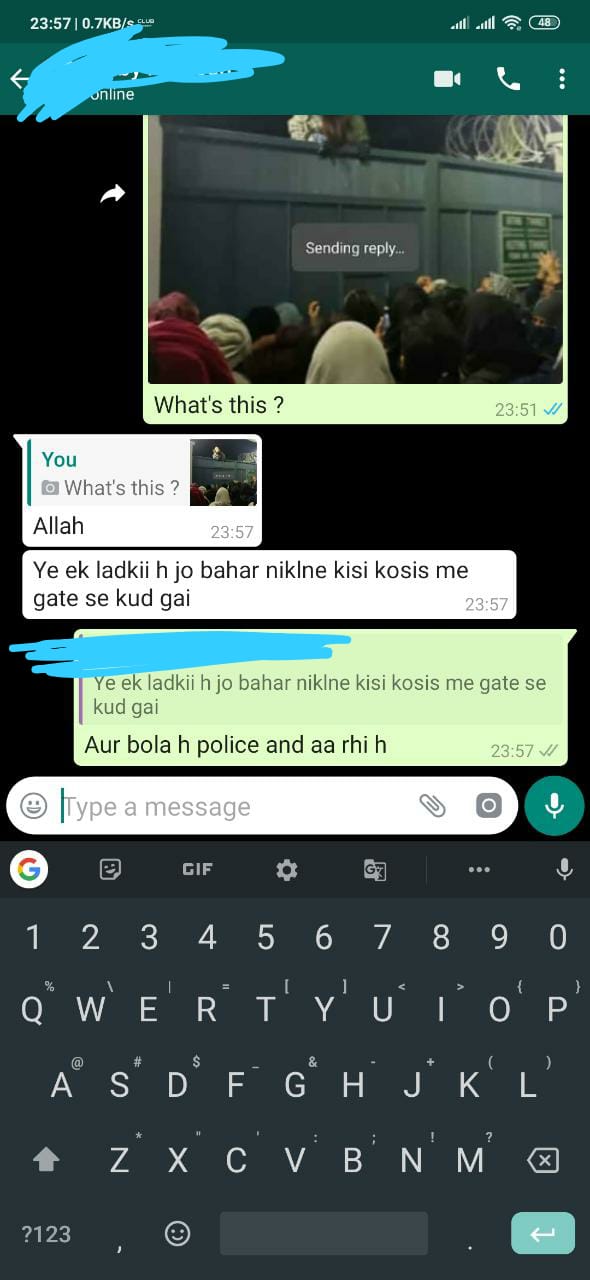 23:57 | 0.7KB/s
48
online
Sending reply...
What's this ?
23:51
You
What's this ?
Allah
23:57
Ye ek ladkii h jo bahar niklne kisi kosis me
gate se kud gai
23:57
Ye ek ladkii h jo bahar niklne kisi kosis me gate se
kud gai
Aur bola h police and aa rhi h
23:57
Type a message
G GIF
1 2 3 4 5 6 7 8 9 0
% \ | = [ ] < > { }
Q W E R T Y U I O P
@ # $ _ & - + ( )
A S D F G H J K L
* " ' : ; ! ?
Z X C V B N M
?123 , .